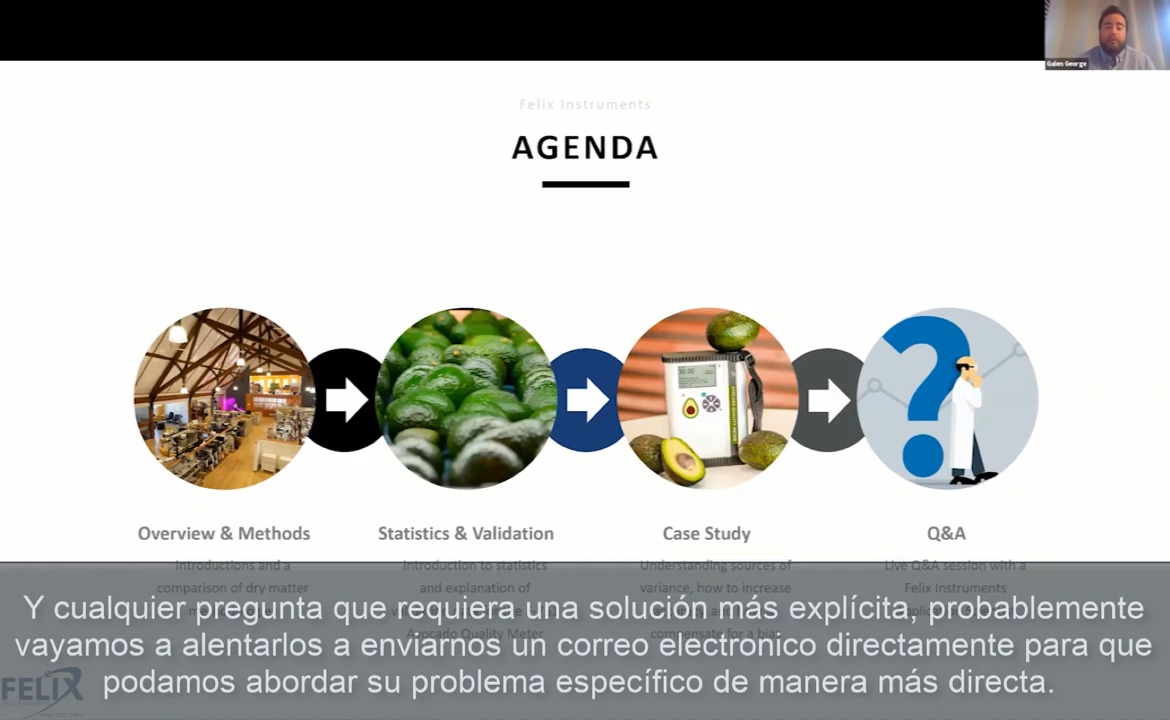 Galen George
Felix Instruments
AGENDA
Overview & Methods
Statistics & Validation
Case Study
Q&A
Introductions and a
comparison of dry matter
Introduction to statistics
and explanation of
Avocado Quality Meter
Understanding sources of
variance, how to increase
compensate for a
Live Q&A session with a
Felix Instruments
Y cualquier pregunta que requiera una solución más explícita, probablemente
vayamos a alentarlos a enviarnos un correo electronico directamente para que
podamos abordar su problema específico de manera más directa.
FELIX